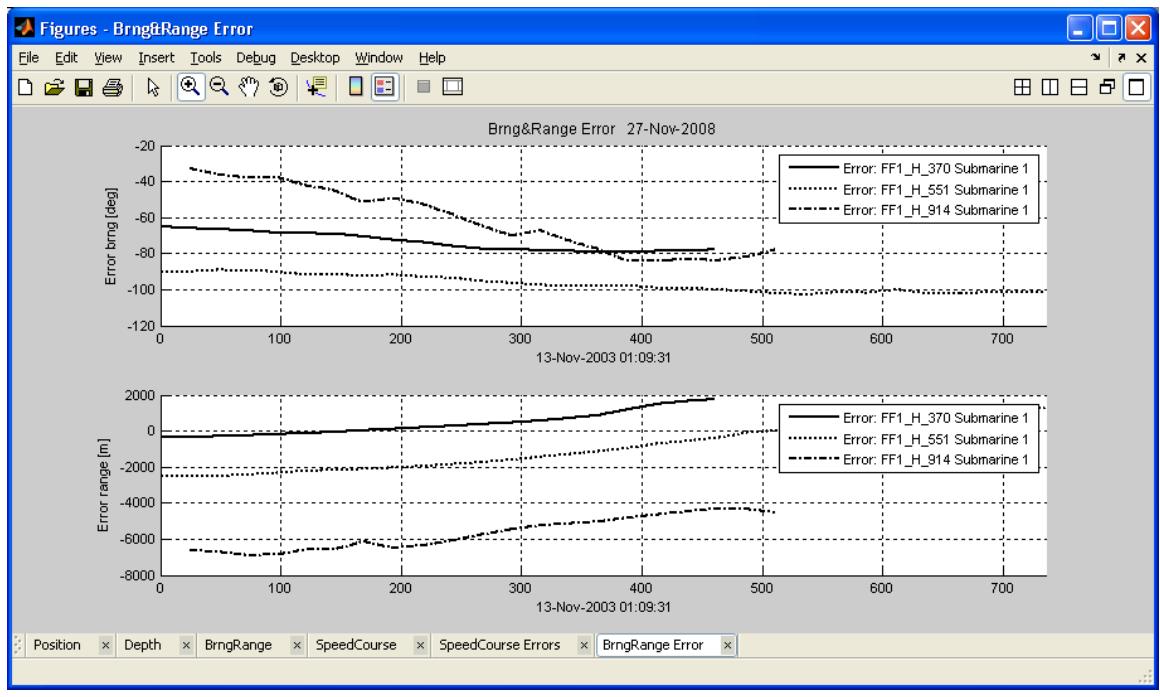 Figures - Brng&Range Error
File Edit View Insert Tools Debug Desktop Window Help
Brng&Range Error 27-Nov-2008
Error brng [deg]
-20
-40
-60
-80
-100
-120
Error: FF1_H_370 Submarine 1
Error: FF1_H_551 Submarine 1
Error: FF1_H_914 Submarine 1
0 100 200 300 400 500 600 700
13-Nov-2003 01:09:31
Error range [m]
2000
0
-2000
-4000
-6000
-8000
Error: FF1_H_370 Submarine 1
Error: FF1_H_551 Submarine 1
Error: FF1_H_914 Submarine 1
0 100 200 300 400 500 600 700
13-Nov-2003 01:09:31
Position Depth BrngRange SpeedCourse SpeedCourse Errors BrngRange Error